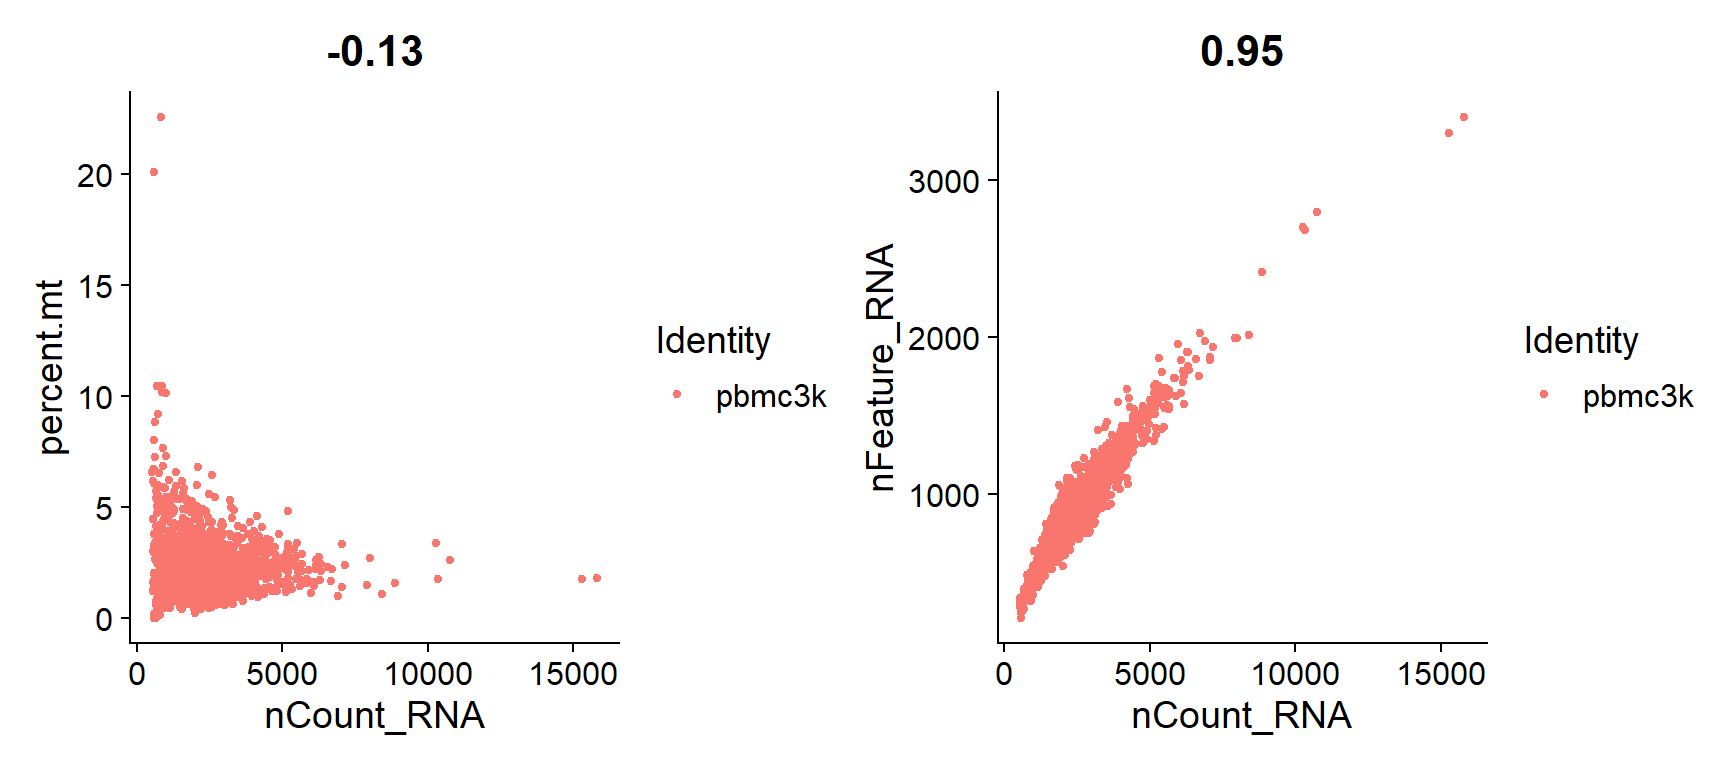 -0.13
percent.mt
20
15
10
5
0
0 5000 10000 15000
nCount_RNA
Identity
pbmc3k
0.95
nFeature_RNA
3000
2000
1000
0 5000 10000 15000
nCount_RNA
Identity
pbmc3k